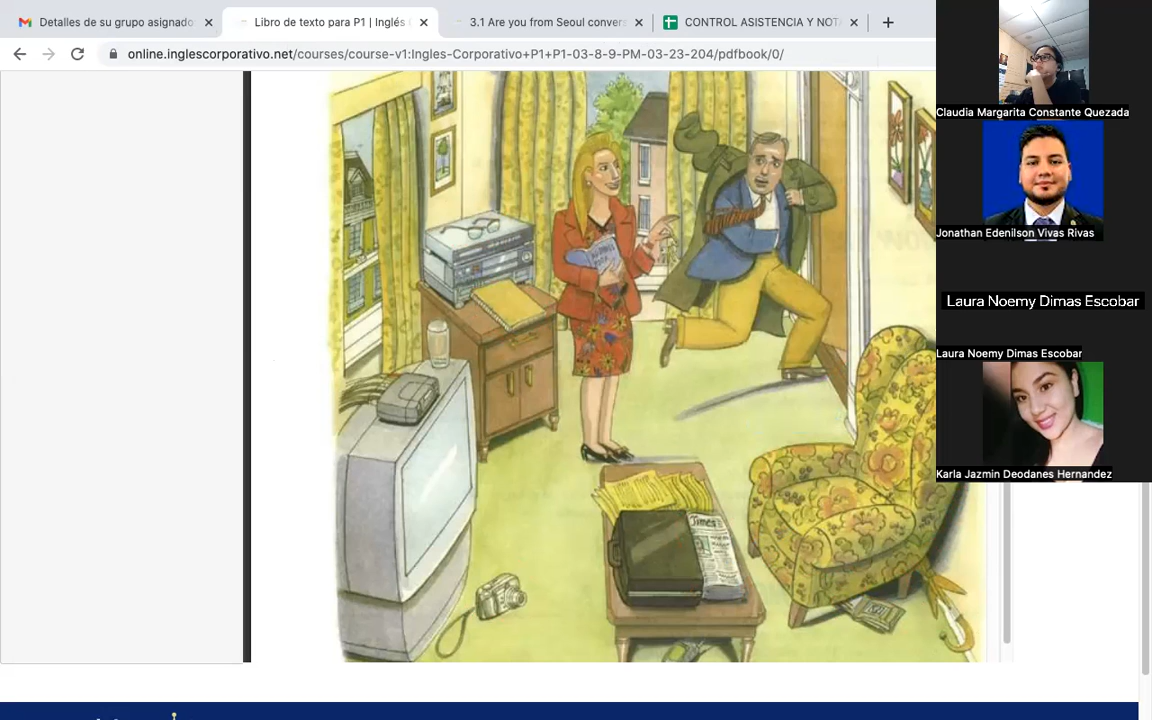 Detalles de su grupo asignado
Libro de texto para P1 | Inglés
3.1 Are you from Seoul convers
CONTROL ASISTENCIA Y NOT
online.inglescorporativo.net/courses/course-v1:Ingles-Corporativo+P1+P1-03-8-9-PM-03-23-204/pdfbook/0/
Claudia Margarita Constante Quezada
Jonathan Edenilson Vivas Rivas
Laura Noemy Dimas Escobar
Laura Noemy Dimas Escobar
Karla Jazmin Deodanes Hernandez
Times